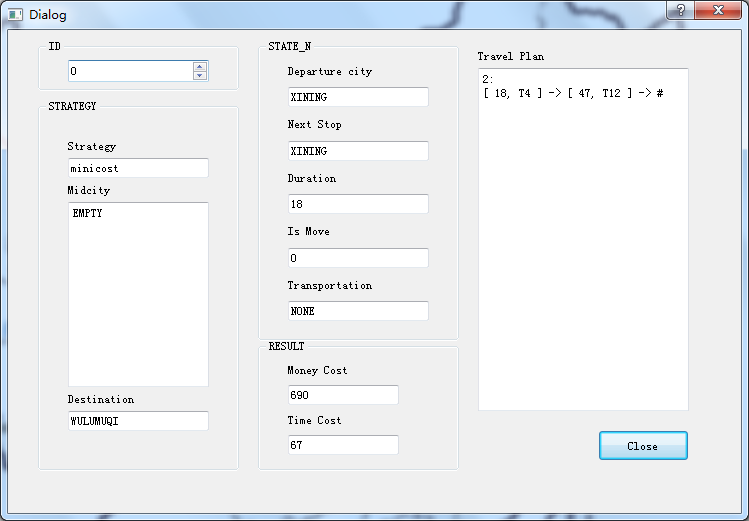 Dialog
ID
0
STRATEGY
Strategy
minicost
Midcity
EMPTY
Destination
WULUMUQI
STATE_N
Departure city
XINING
Next Stop
XINING
Duration
18
Is Move
0
Transportation
NONE
RESULT
Money Cost
690
Time Cost
67
Travel Plan
2:
[ 18, T4 ] -> [ 47, T12 ] -> #
Close